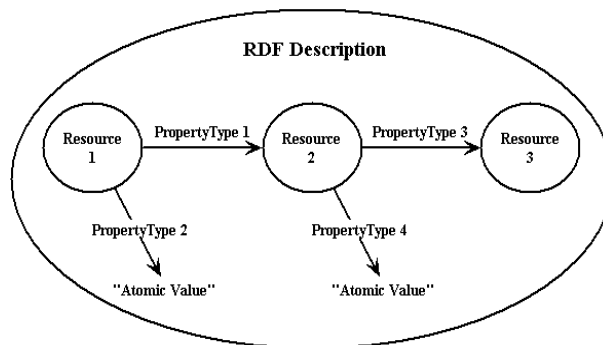 RDF Description
Resource
1
PropertyType 1
Resource
2
PropertyType 3
Resource
3
PropertyType 2
PropertyType 4
"Atomic Value"
"Atomic Value"